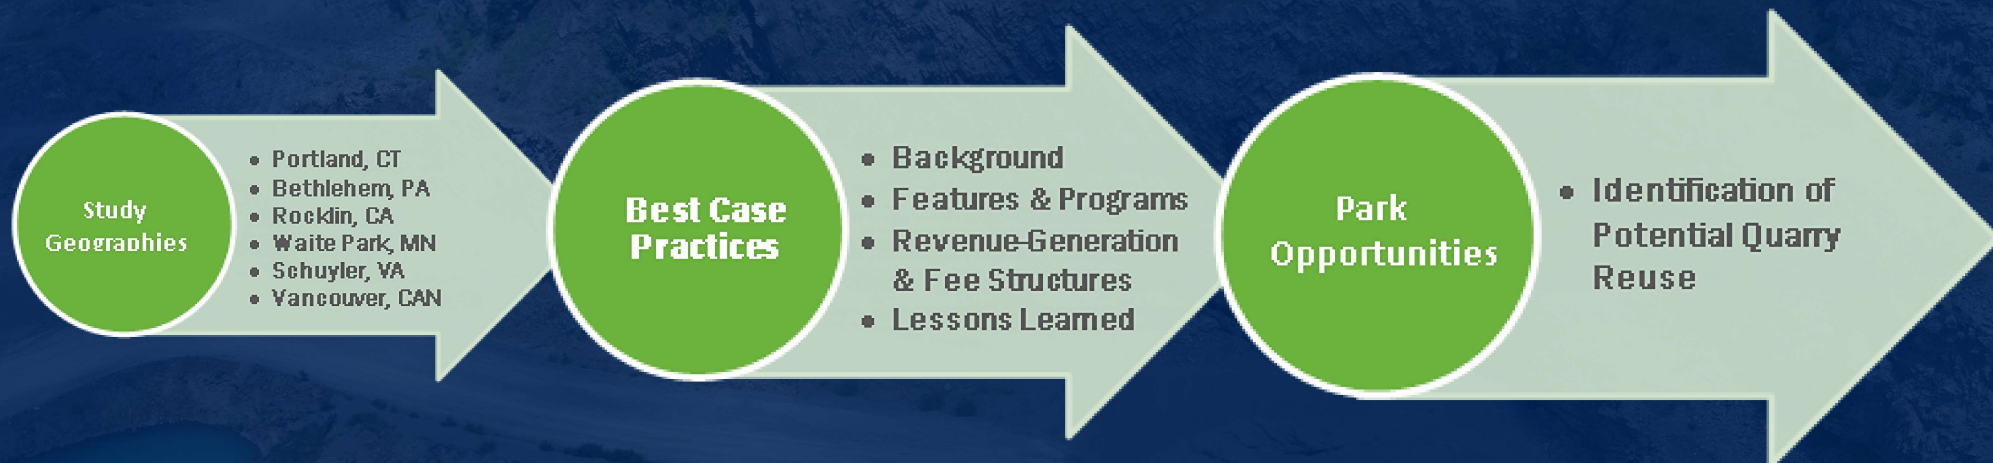 Study
Geographies
• Portland, CT
• Bethlehem, PA
• Rocklin, CA
• Waite Park, MN
• Schuyler, VA
• Vancouver, CAN
Best Case
Practices
• Background
• Features & Programs
• Revenue-Generation
& Fee Structures
• Lessons Learned
Park
Opportunities
• Identification of
Potential Quarry
Reuse